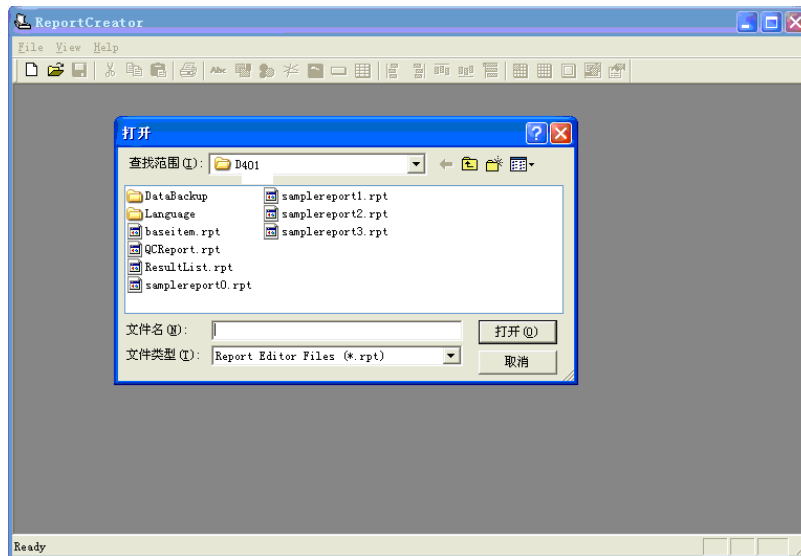 ReportCreator
File View Help
Abc
打开
查找范围(I): D401
DataBackup
Language
baseitem.rpt
QCReport.rpt
ResultList.rpt
samplereport0.rpt
samplereport1.rpt
samplereport2.rpt
samplereport3.rpt
文件名(N):
打开(O)
文件类型(T): Report Editor Files (*.rpt)
取消
Ready